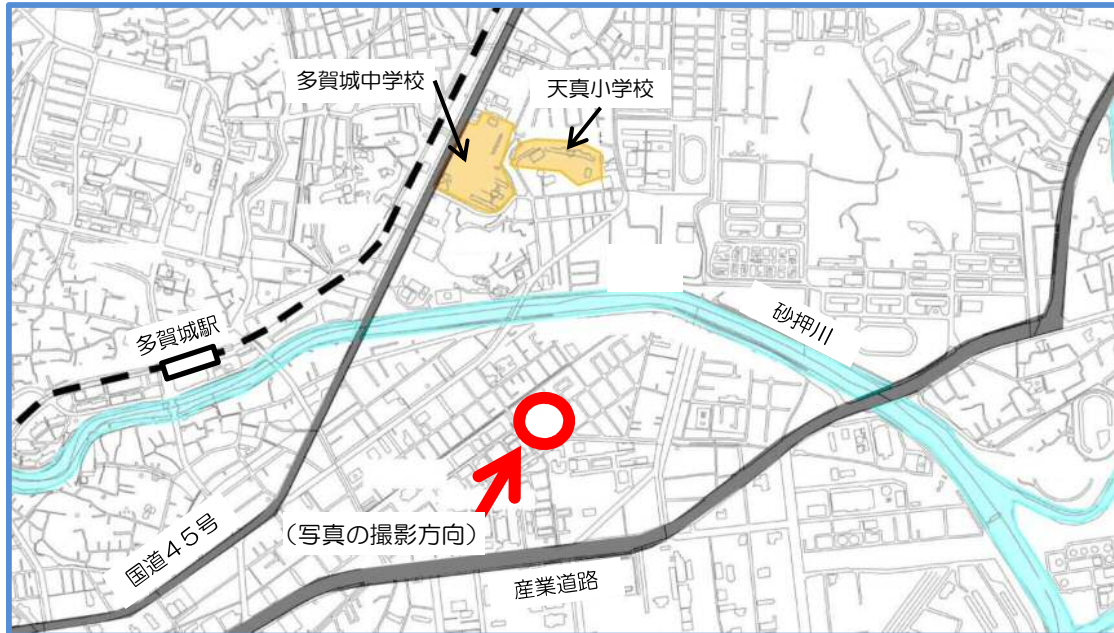 多賀城中学校
天真小学校
多賀城駅
砂押川
国道４５号
（写真の撮影方向）
産業道路